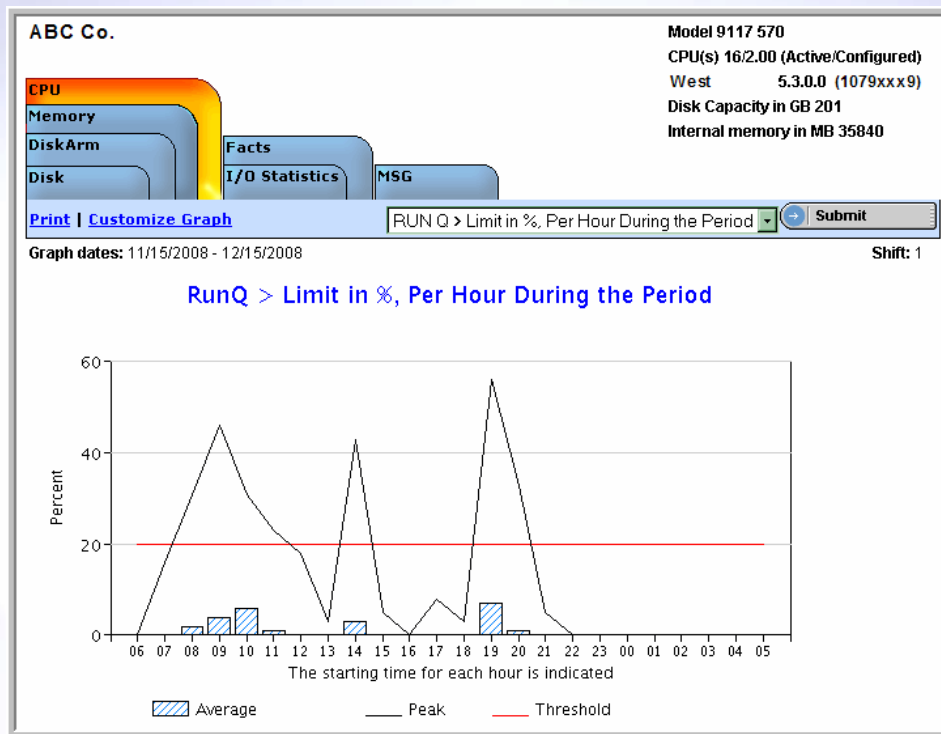 ABC Co.
Model 9117 570
CPU(s) 16/2.00 (Active/Configured)
West 5.3.0.0 (1079xxx9)
Disk Capacity in GB 201
Internal memory in MB 35840
CPU
Memory
DiskArm
Disk
Facts
I/O Statistics
MSG
Print | Customize Graph
RUN Q > Limit in %, Per Hour During the Period
Submit
Graph dates: 11/15/2008 - 12/15/2008
Shift: 1
RunQ > Limit in %, Per Hour During the Period
60
40
20
0
Percent
06 07 08 09 10 11 12 13 14 15 16 17 18 19 20 21 22 23 00 01 02 03 04 05
The starting time for each hour is indicated
Average Peak Threshold